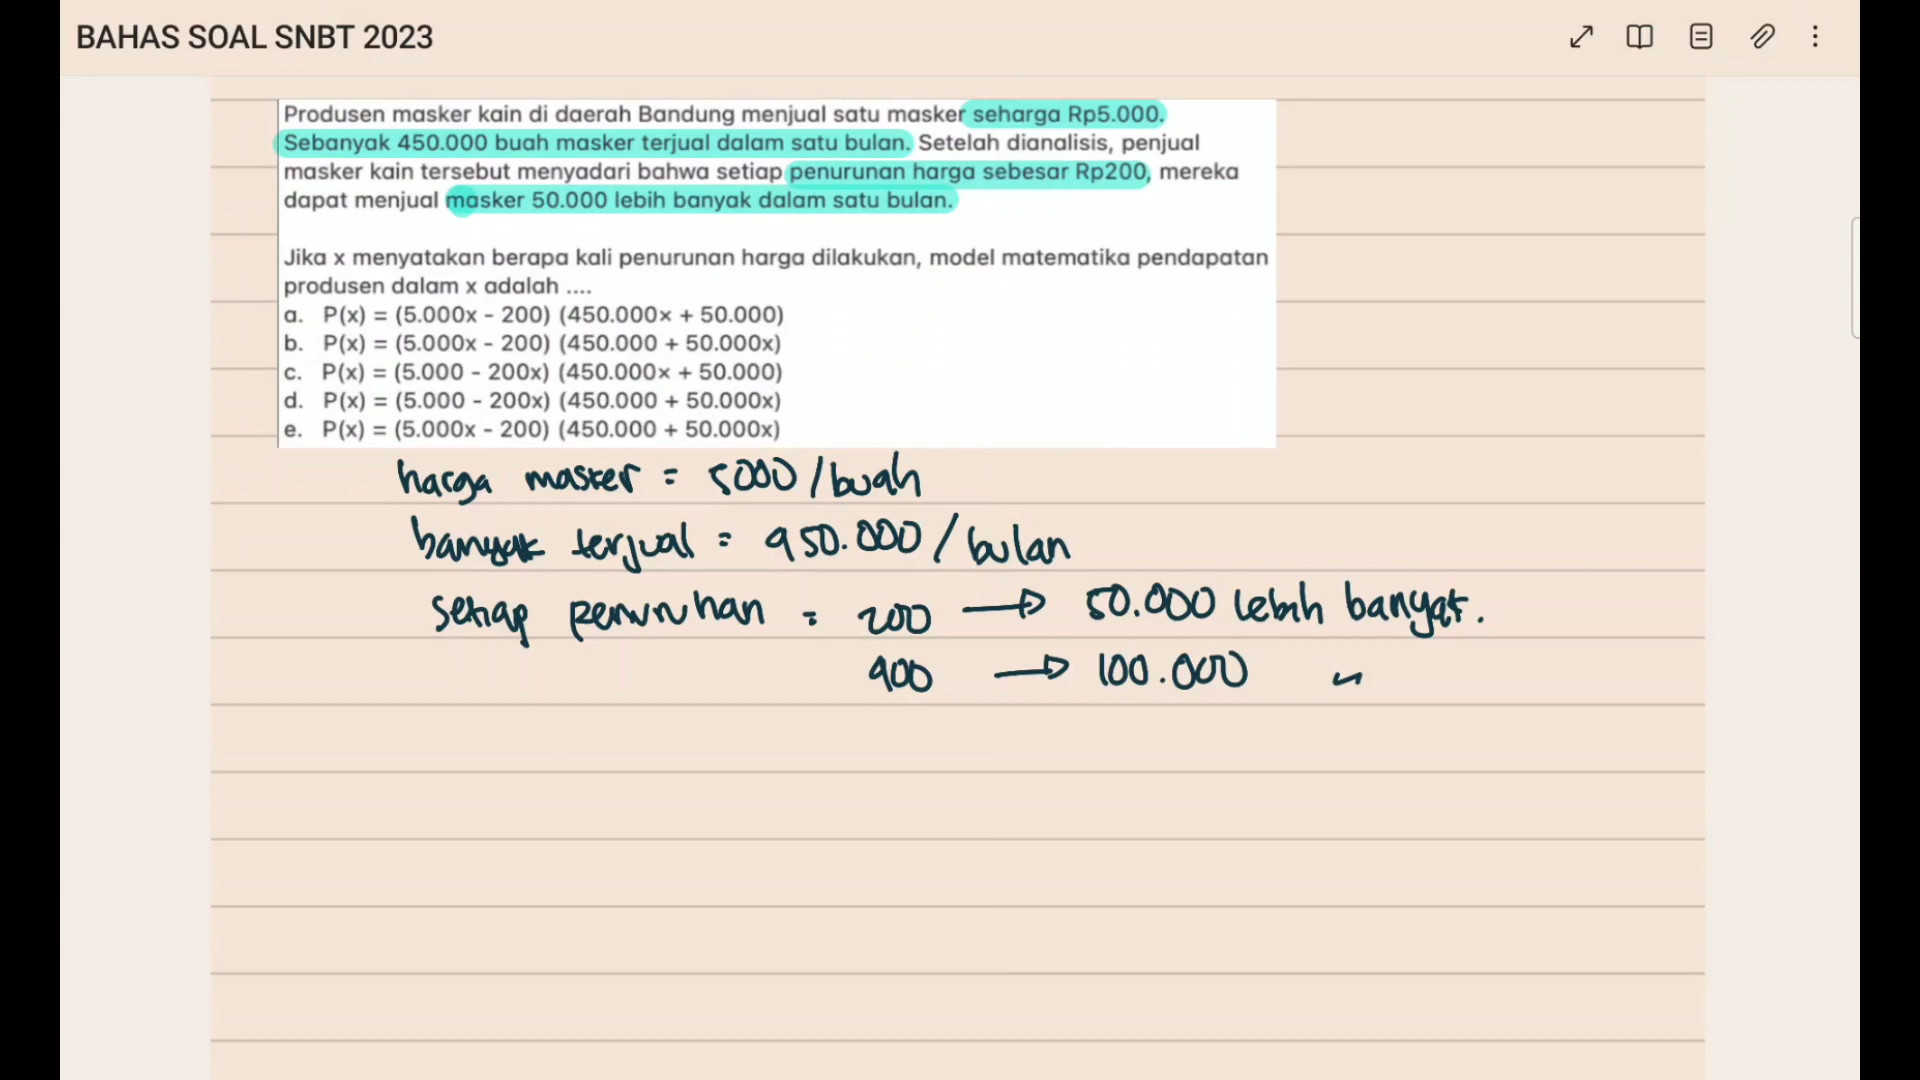 BAHAS SOAL SNBT 2023
Produsen masker kain di daerah Bandung menjual satu masker seharga Rp5.000.
Sebanyak 450.000 buah masker terjual dalam satu bulan. Setelah dianalisis, penjual
masker kain tersebut menyadari bahwa setiap penurunan harga sebesar Rp200, mereka
dapat menjual masker 50.000 lebih banyak dalam satu bulan.
Jika x menyatakan berapa kali penurunan harga dilakukan, model matematika pendapatan
produsen dalam x adalah ....
a. P(x) = (5.000x - 200) (450.000× + 50.000)
b. P(x) = (5.000x - 200) (450.000 + 50.000x)
c. P(x) = (5.000 - 200x) (450.000× + 50.000)
d. P(x) = (5.000 - 200x) (450.000 + 50.000x)
e. P(x) = (5.000x - 200) (450.000 + 50.000x)
harga masker = 5000 / buah
banyak terjual = 450.000 / bulan
setiap penurunan = 200 → 50.000 lebih banyak.
400 → 100.000 "